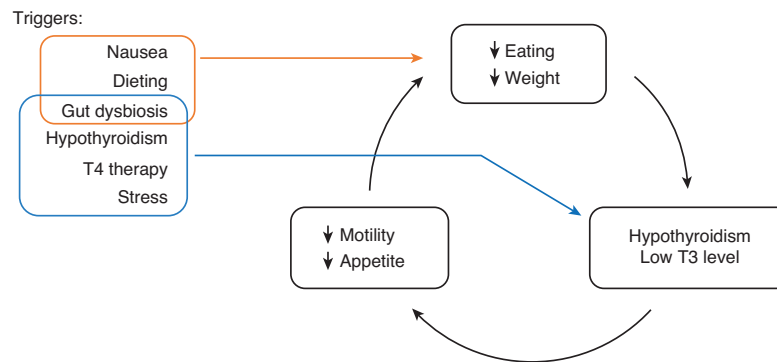 Triggers:
Nausea
Dieting
Gut dysbiosis
Hypothyroidism
T4 therapy
Stress
↓ Eating
↓ Weight
↓ Motility
↓ Appetite
Hypothyroidism
Low T3 level